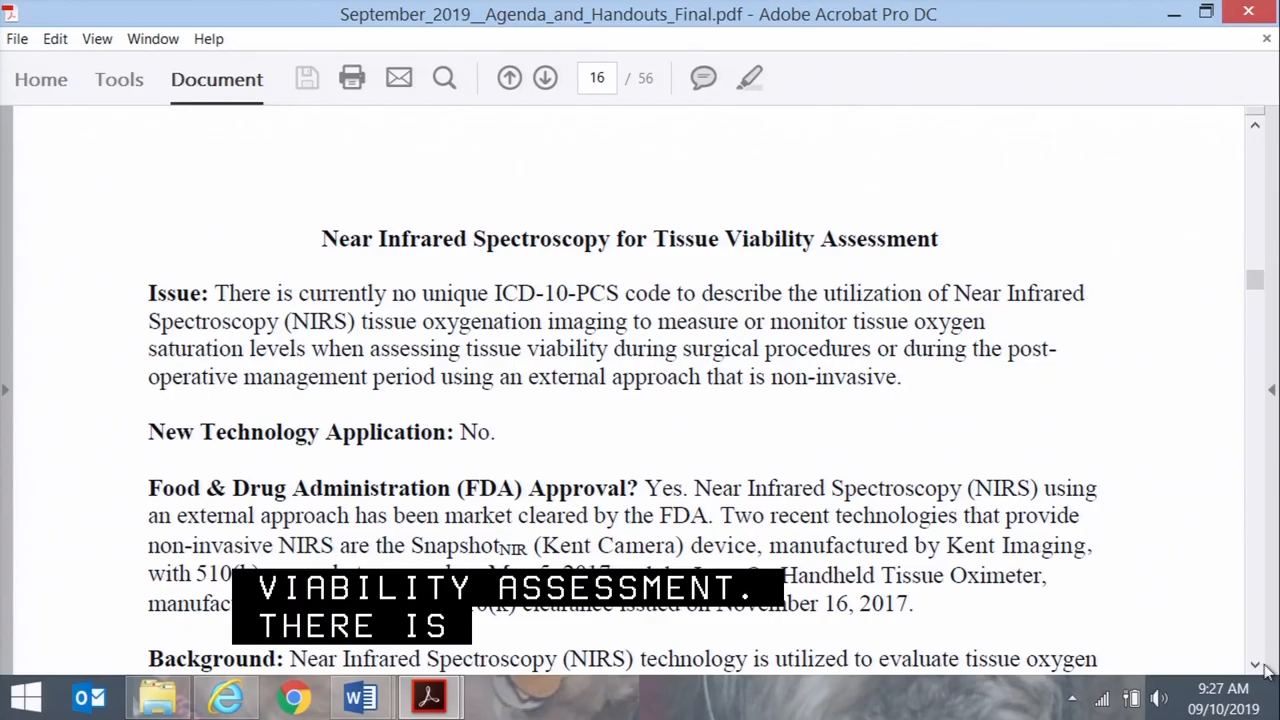 September_2019__Agenda_and_Handouts_Final.pdf - Adobe Acrobat Pro DC
File Edit View Window Help
Home Tools Document 16 / 56
Near Infrared Spectroscopy for Tissue Viability Assessment
Issue: There is currently no unique ICD-10-PCS code to describe the utilization of Near Infrared
Spectroscopy (NIRS) tissue oxygenation imaging to measure or monitor tissue oxygen
saturation levels when assessing tissue viability during surgical procedures or during the post-
operative management period using an external approach that is non-invasive.
New Technology Application: No.
Food & Drug Administration (FDA) Approval? Yes. Near Infrared Spectroscopy (NIRS) using
an external approach has been market cleared by the FDA. Two recent technologies that provide
non-invasive NIRS are the SnapshotNIR (Kent Camera) device, manufactured by Kent Imaging,
with 510(k) Handheld Tissue Oximeter,
clearance issued on November 16, 2017.
VIABILITY ASSESSMENT.
THERE IS
Background: Near Infrared Spectroscopy (NIRS) technology is utilized to evaluate tissue oxygen
9:27 AM
09/10/2019